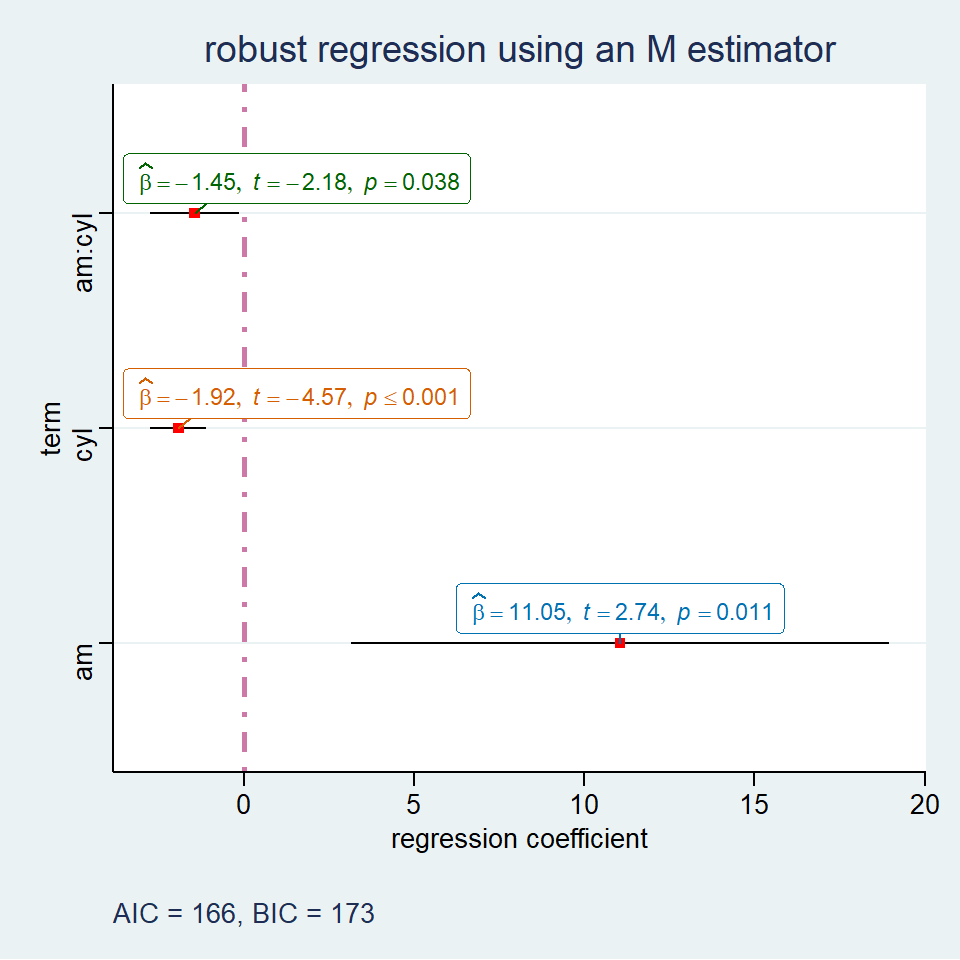 robust regression using an M estimator
β̂ = −1.45, t = −2.18, p = 0.038
am:cyl
β̂ = −1.92, t = −4.57, p ≤ 0.001
term
cyl
β̂ = 11.05, t = 2.74, p = 0.011
am
0 5 10 15 20
regression coefficient
AIC = 166, BIC = 173